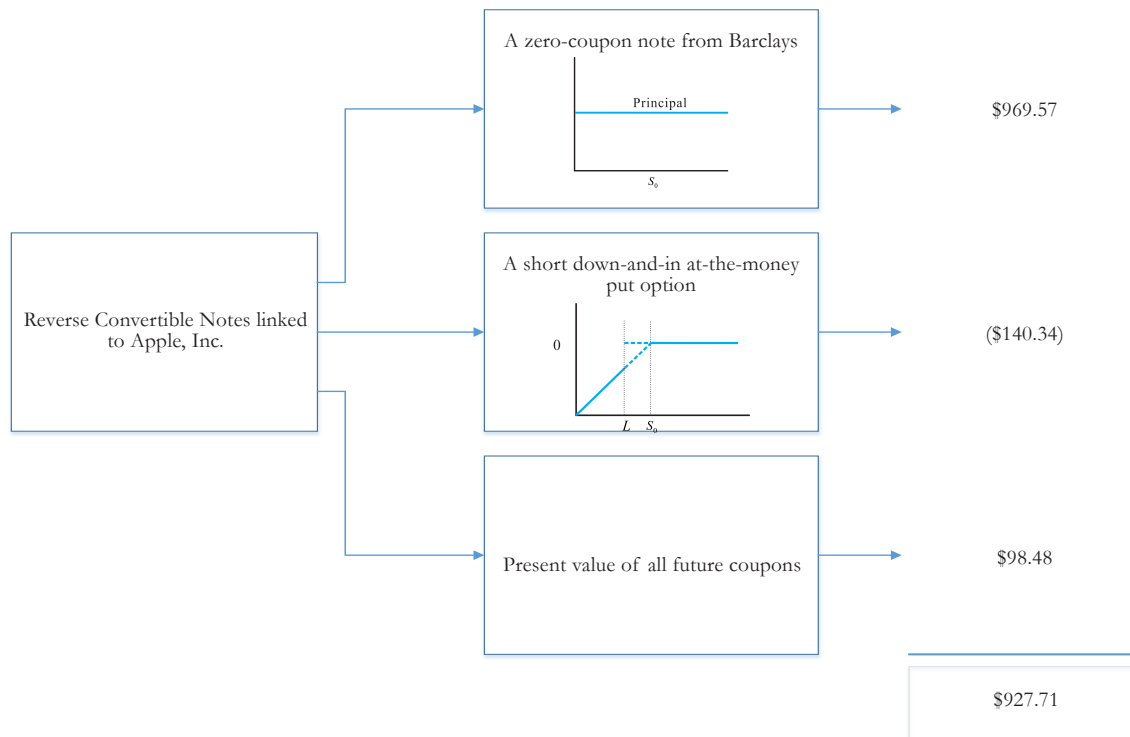 A zero-coupon note from Barclays
Principal
S₀
$969.57
Reverse Convertible Notes linked
to Apple, Inc.
A short down-and-in at-the-money
put option
0
L S₀
($140.34)
Present value of all future coupons
$98.48
$927.71